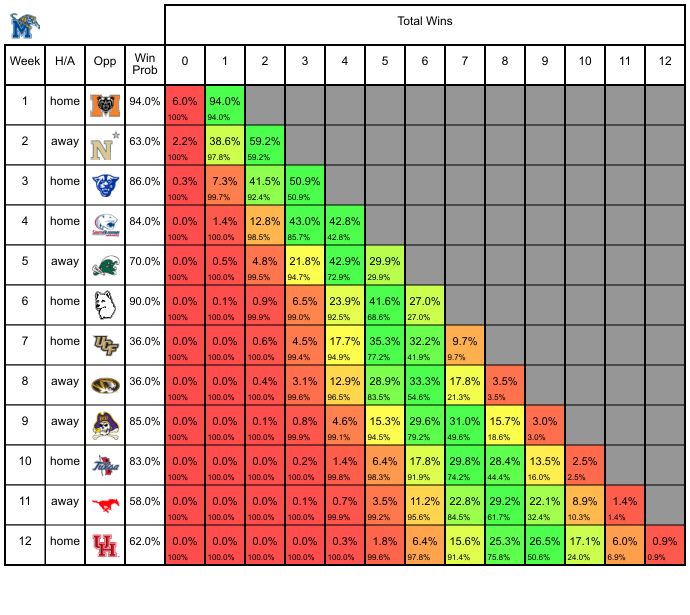 M
Total Wins
Week H/A Opp Win Prob 0 1 2 3 4 5 6 7 8 9 10 11 12
1 home 94.0% 6.0% 94.0%
100% 94.0%
2 away N 63.0% 2.2% 38.6% 59.2%
100% 97.8% 59.2%
3 home 86.0% 0.3% 7.3% 41.5% 50.9%
100% 99.7% 92.4% 50.9%
4 home 84.0% 0.0% 1.4% 12.8% 43.0% 42.8%
100% 100.0% 98.5% 85.7% 42.8%
5 away 70.0% 0.0% 0.5% 4.8% 21.8% 42.9% 29.9%
100% 100.0% 99.5% 94.7% 72.9% 29.9%
6 home 90.0% 0.0% 0.1% 0.9% 6.5% 23.9% 41.6% 27.0%
100% 100.0% 99.9% 99.0% 92.5% 68.6% 27.0%
7 home UCF 36.0% 0.0% 0.0% 0.6% 4.5% 17.7% 35.3% 32.2% 9.7%
100% 100.0% 100.0% 99.4% 94.9% 77.2% 41.9% 9.7%
8 away 36.0% 0.0% 0.0% 0.4% 3.1% 12.9% 28.9% 33.3% 17.8% 3.5%
100% 100.0% 100.0% 99.6% 96.5% 83.5% 54.6% 21.3% 3.5%
9 away 85.0% 0.0% 0.0% 0.1% 0.8% 4.6% 15.3% 29.6% 31.0% 15.7% 3.0%
100% 100.0% 100.0% 99.9% 99.1% 94.5% 79.2% 49.6% 18.6% 3.0%
10 home Tulsa 83.0% 0.0% 0.0% 0.0% 0.2% 1.4% 6.4% 17.8% 29.8% 28.4% 13.5% 2.5%
100% 100.0% 100.0% 100.0% 99.8% 98.3% 91.9% 74.2% 44.4% 16.0% 2.5%
11 away 58.0% 0.0% 0.0% 0.0% 0.1% 0.7% 3.5% 11.2% 22.8% 29.2% 22.1% 8.9% 1.4%
100% 100.0% 100.0% 100.0% 99.9% 99.2% 95.6% 84.5% 61.7% 32.4% 10.3% 1.4%
12 home UH 62.0% 0.0% 0.0% 0.0% 0.0% 0.3% 1.8% 6.4% 15.6% 25.3% 26.5% 17.1% 6.0% 0.9%
100% 100.0% 100.0% 100.0% 100.0% 99.6% 97.8% 91.4% 75.8% 50.6% 24.0% 6.9% 0.9%